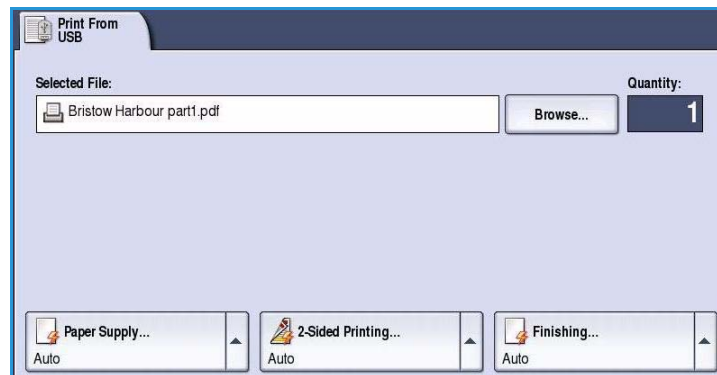 Print From
USB
Selected File:
Quantity:
Bristow Harbour part1.pdf
Browse...
1
Paper Supply...
Auto
2-Sided Printing...
Auto
Finishing...
Auto